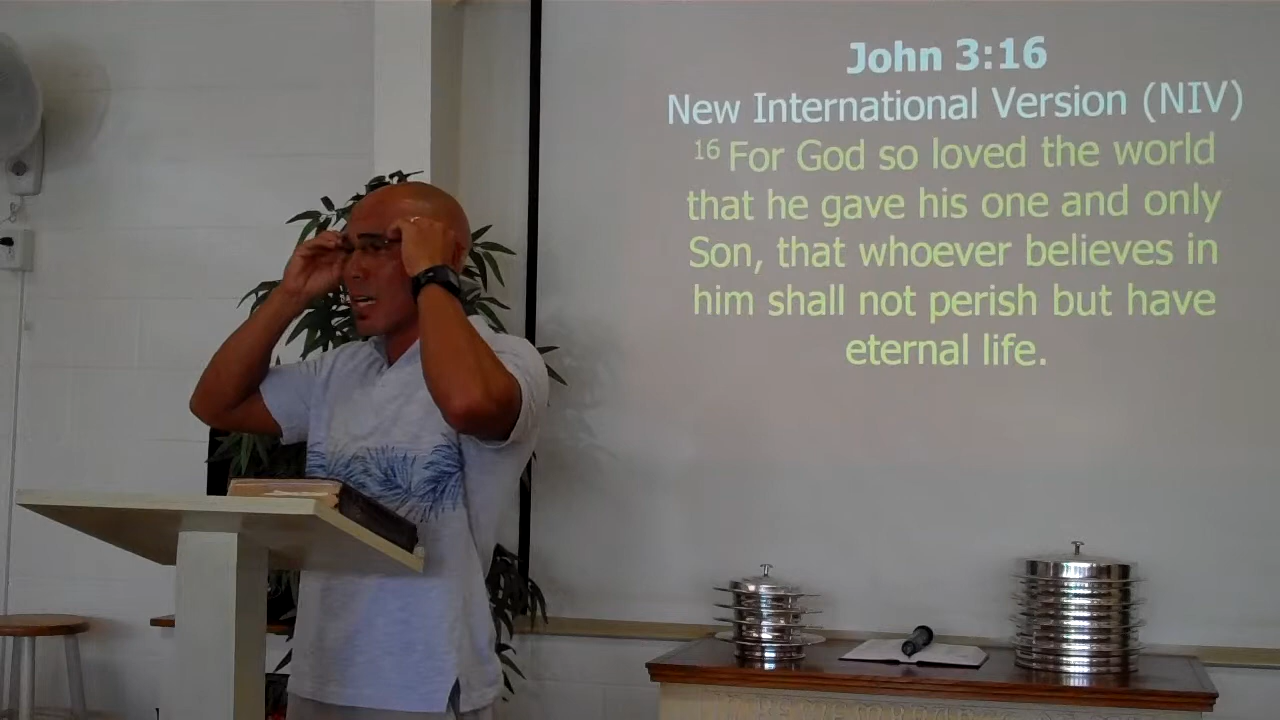 John 3:16
New International Version (NIV)
16 For God so loved the world
that he gave his one and only
Son, that whoever believes in
him shall not perish but have
eternal life.